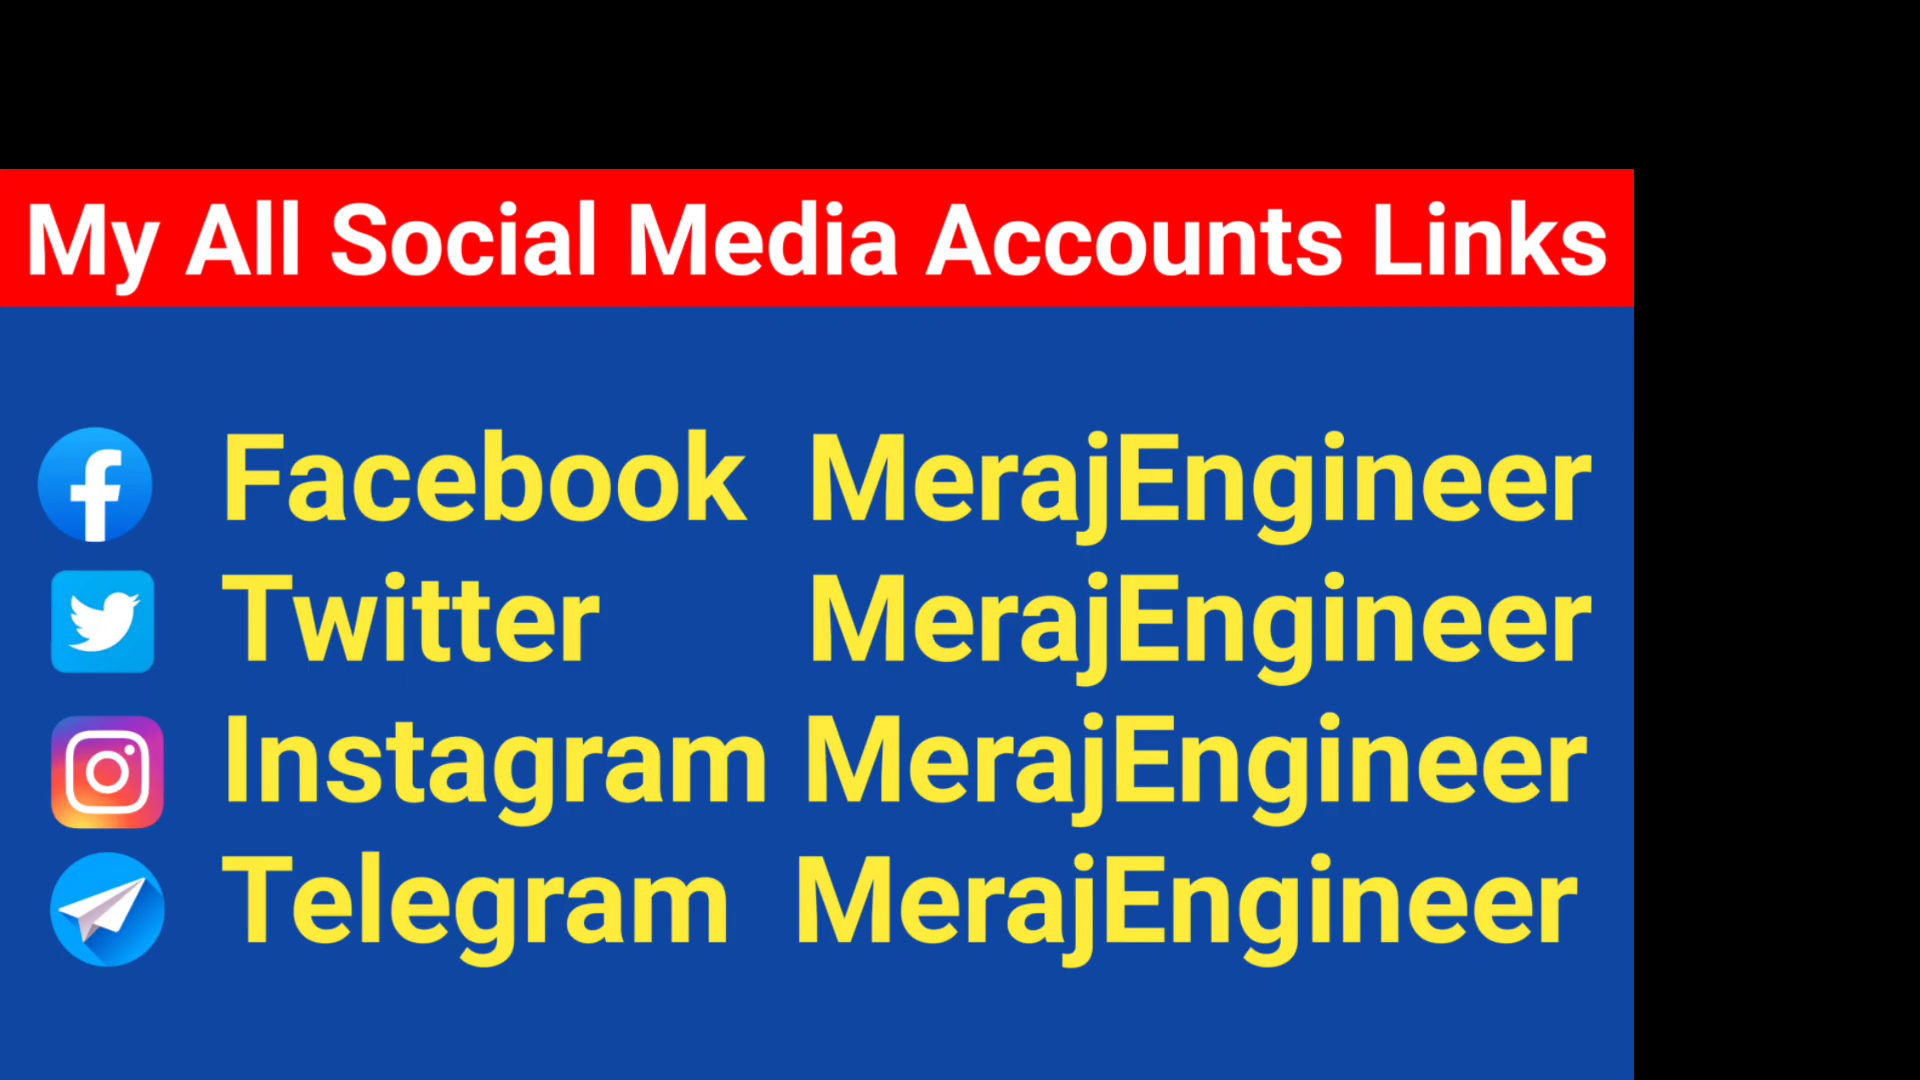 My All Social Media Accounts Links
Facebook MerajEngineer
Twitter MerajEngineer
Instagram MerajEngineer
Telegram MerajEngineer